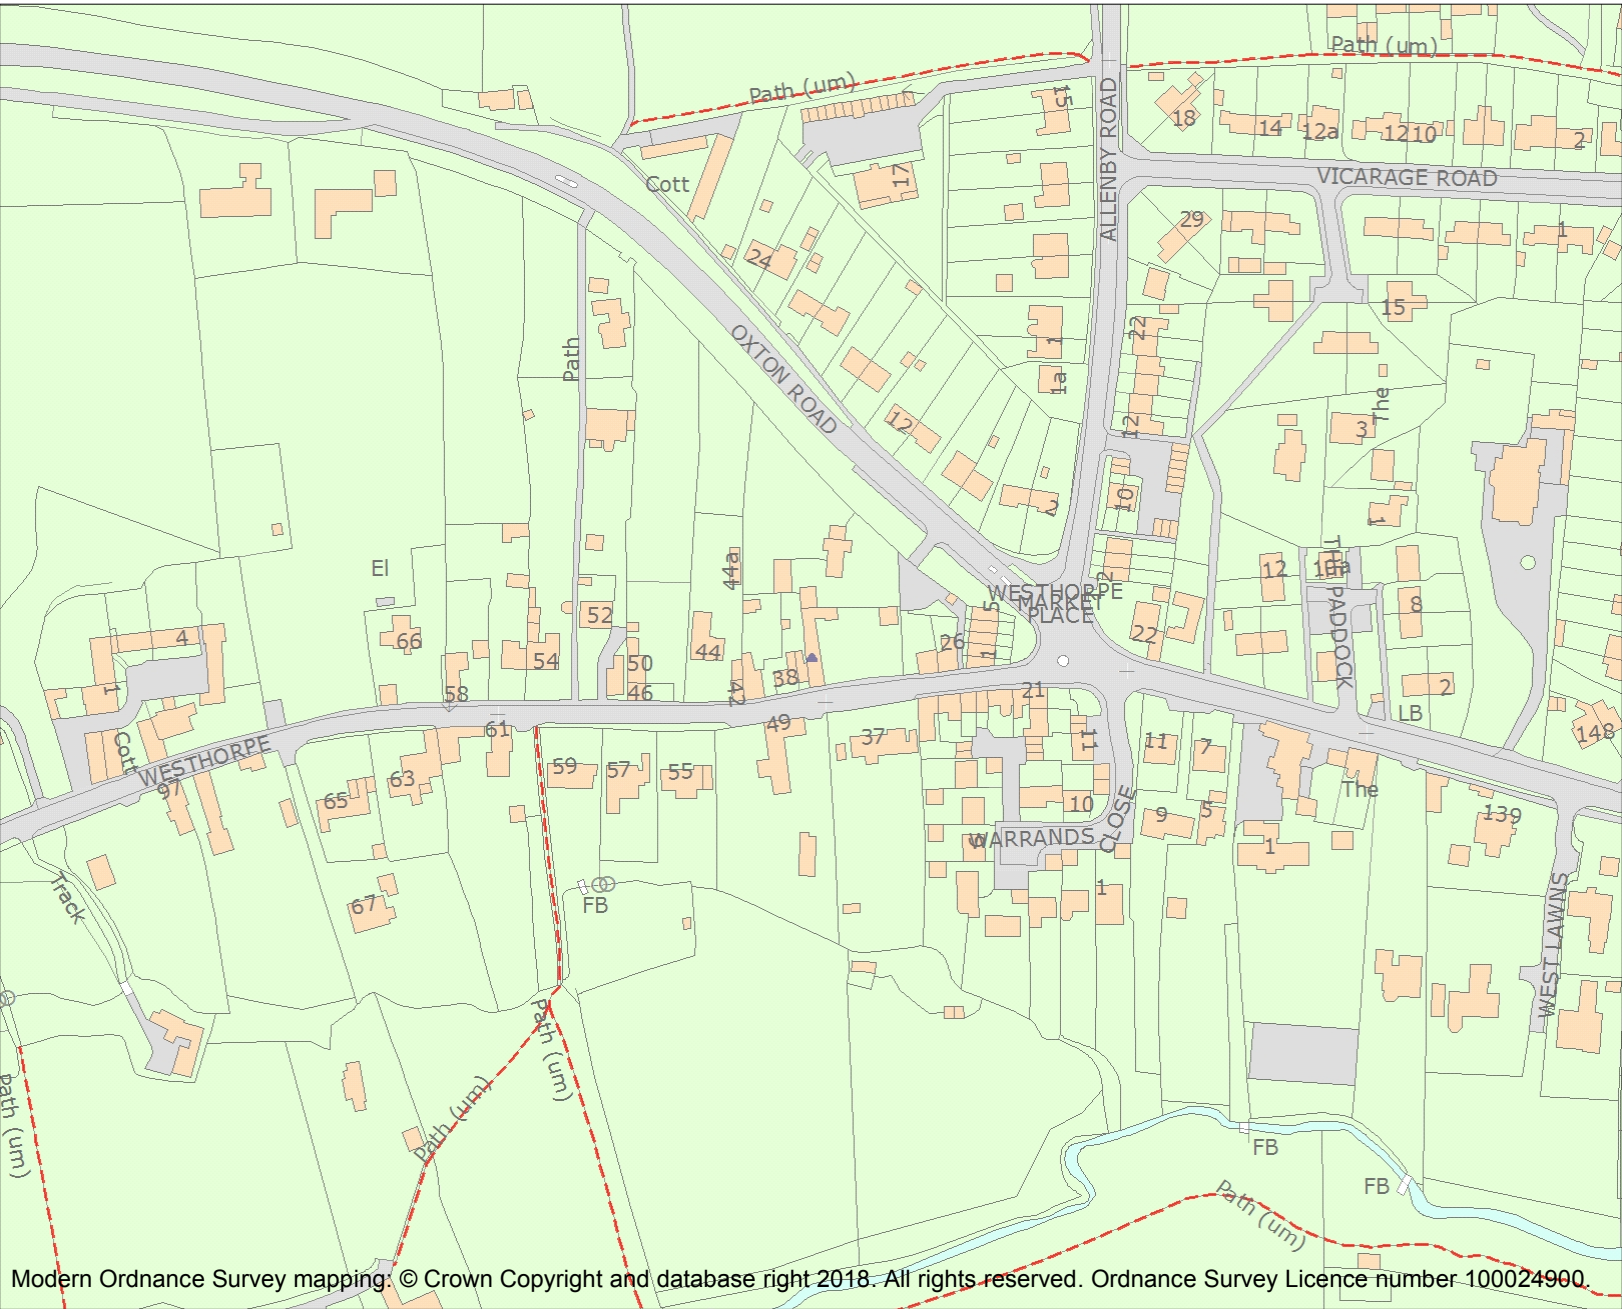 Path (um)
Path (um)
15
ALLENBY ROAD
18
14
12a
12
10
2
VICARAGE ROAD
Cott
17
29
1
24
15
22
1
1a
OXTON ROAD
Path
The
12
12
3
10
2
1
El
44a
2
12
THE PADDOCK
WESTHORPE
MARKET
PLACE
5
8
52
4
66
22
26
44
54
50
1
38
46
42
58
1
21
2
LB
49
61
37
11
11
7
148
Cott
WESTHORPE
97
59
57
55
63
65
The
10
9
5
139
WARRANDS
CLOSE
1
Track
67
FB
1
WEST LAWNS
Path (um)
Path (um)
Path (um)
FB
FB
Path (um)
Modern Ordnance Survey mapping: © Crown Copyright and database right 2018. All rights reserved. Ordnance Survey Licence number 100024900.